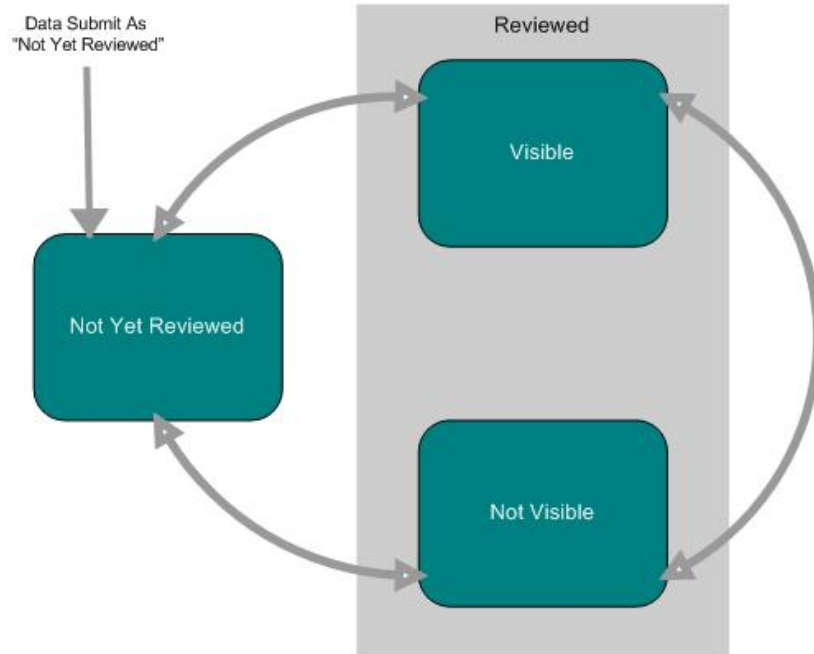 Data Submit As
“Not Yet Reviewed”
Reviewed
Visible
Not Yet Reviewed
Not Visible